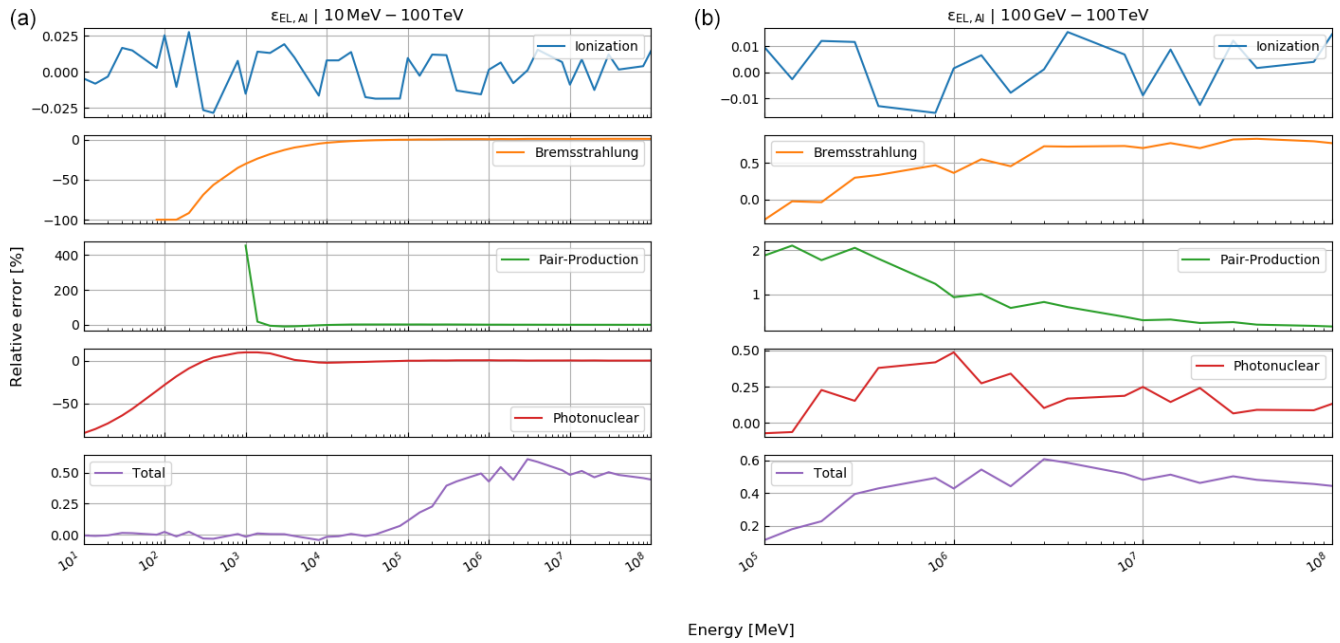 (a)
ε_EL, Al | 10 MeV − 100 TeV
0.025
0.000
−0.025
Ionization
0
−50
−100
Bremsstrahlung
400
200
0
Pair-Production
0
−50
Photonuclear
0.50
0.25
0.00
Total
10^1
10^2
10^3
10^4
10^5
10^6
10^7
10^8
Relative error [%]
(b)
ε_EL, Al | 100 GeV − 100 TeV
0.01
0.00
−0.01
Ionization
0.5
0.0
Bremsstrahlung
2
1
Pair-Production
0.50
0.25
0.00
Photonuclear
0.6
0.4
0.2
Total
10^5
10^6
10^7
10^8
Energy [MeV]